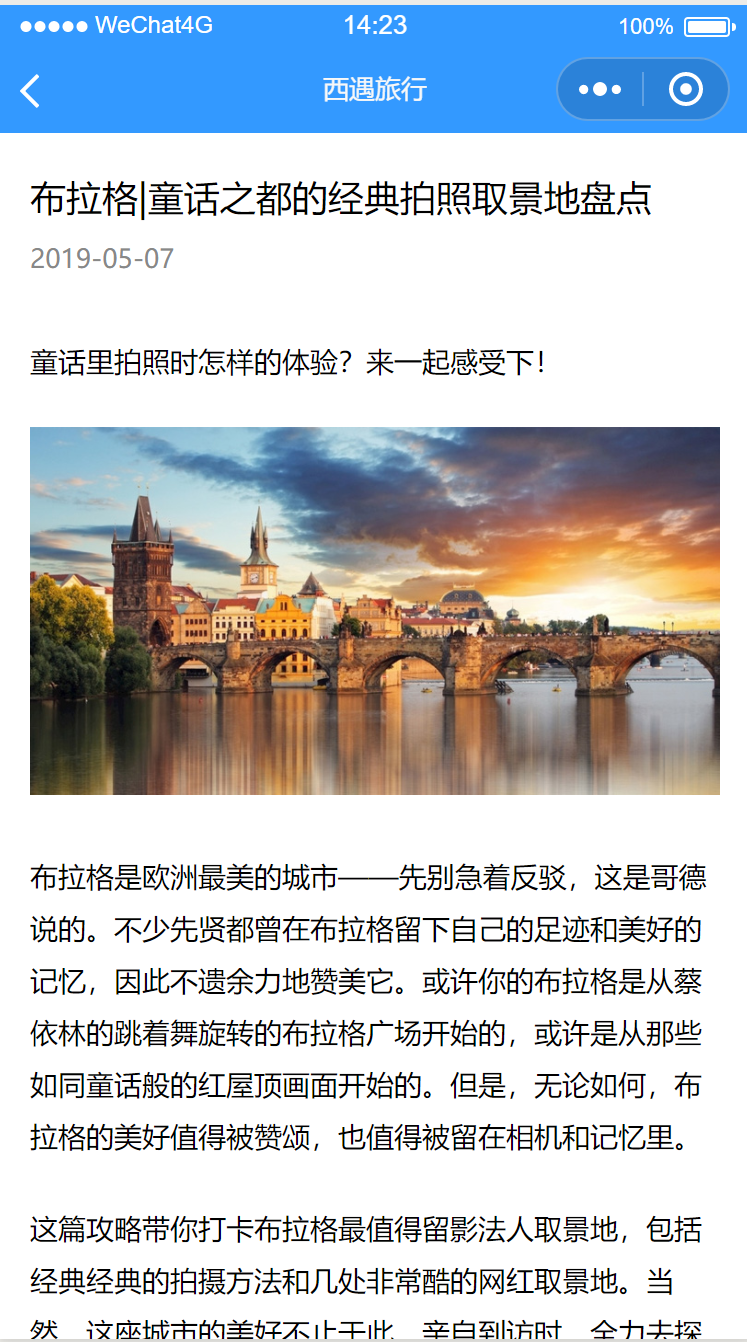 WeChat4G 14:23 100%
西遇旅行
布拉格|童话之都的经典拍照取景地盘点
2019-05-07
童话里拍照时怎样的体验？来一起感受下！
布拉格是欧洲最美的城市——先别急着反驳，这是哥德
说的。不少先贤都曾在布拉格留下自己的足迹和美好的
记忆，因此不遗余力地赞美它。或许你的布拉格是从蔡
依林的跳着舞旋转的布拉格广场开始的，或许是从那些
如同童话般的红屋顶画面开始的。但是，无论如何，布
拉格的美好值得被赞颂，也值得被留在相机和记忆里。
这篇攻略带你打卡布拉格最值得留影法人取景地，包括
经典经典的拍摄方法和几处非常酷的网红取景地。当
然，这座城市的美好不止于此，亲自到访时，全力去探